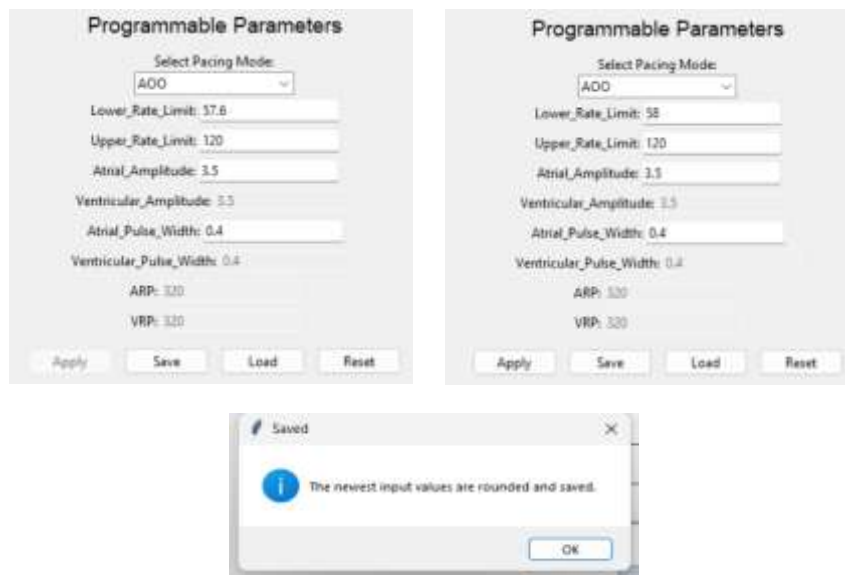 Programmable Parameters
Select Pacing Mode:
AOO
Lower_Rate_Limit: 57.6
Upper_Rate_Limit: 120
Atrial_Amplitude: 3.5
Ventricular_Amplitude: 3.5
Atrial_Pulse_Width: 0.4
Ventricular_Pulse_Width: 0.4
ARP: 320
VRP: 320
Apply Save Load Reset
Programmable Parameters
Select Pacing Mode:
AOO
Lower_Rate_Limit: 58
Upper_Rate_Limit: 120
Atrial_Amplitude: 3.5
Ventricular_Amplitude: 3.5
Atrial_Pulse_Width: 0.4
Ventricular_Pulse_Width: 0.4
ARP: 320
VRP: 320
Apply Save Load Reset
Saved
The newest input values are rounded and saved.
OK